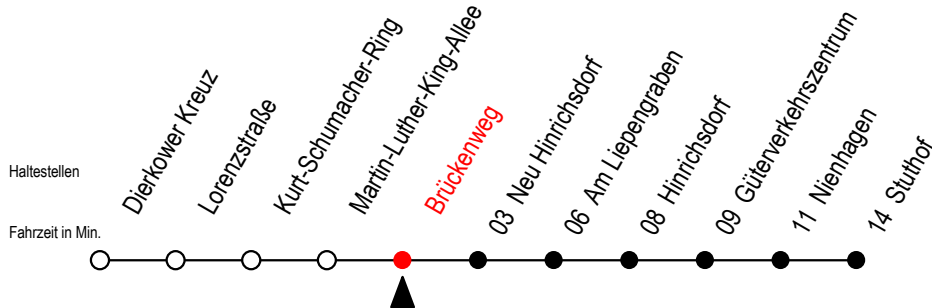 Haltestellen
Fahrzeit in Min.
Dierkower Kreuz
Lorenzstraße
Kurt-Schumacher-Ring
Martin-Luther-King-Allee
Brückenweg
03 Neu Hinrichsdorf
06 Am Liepengraben
08 Hinrichsdorf
09 Güterverkehrszentrum
11 Nienhagen
14 Stuthof